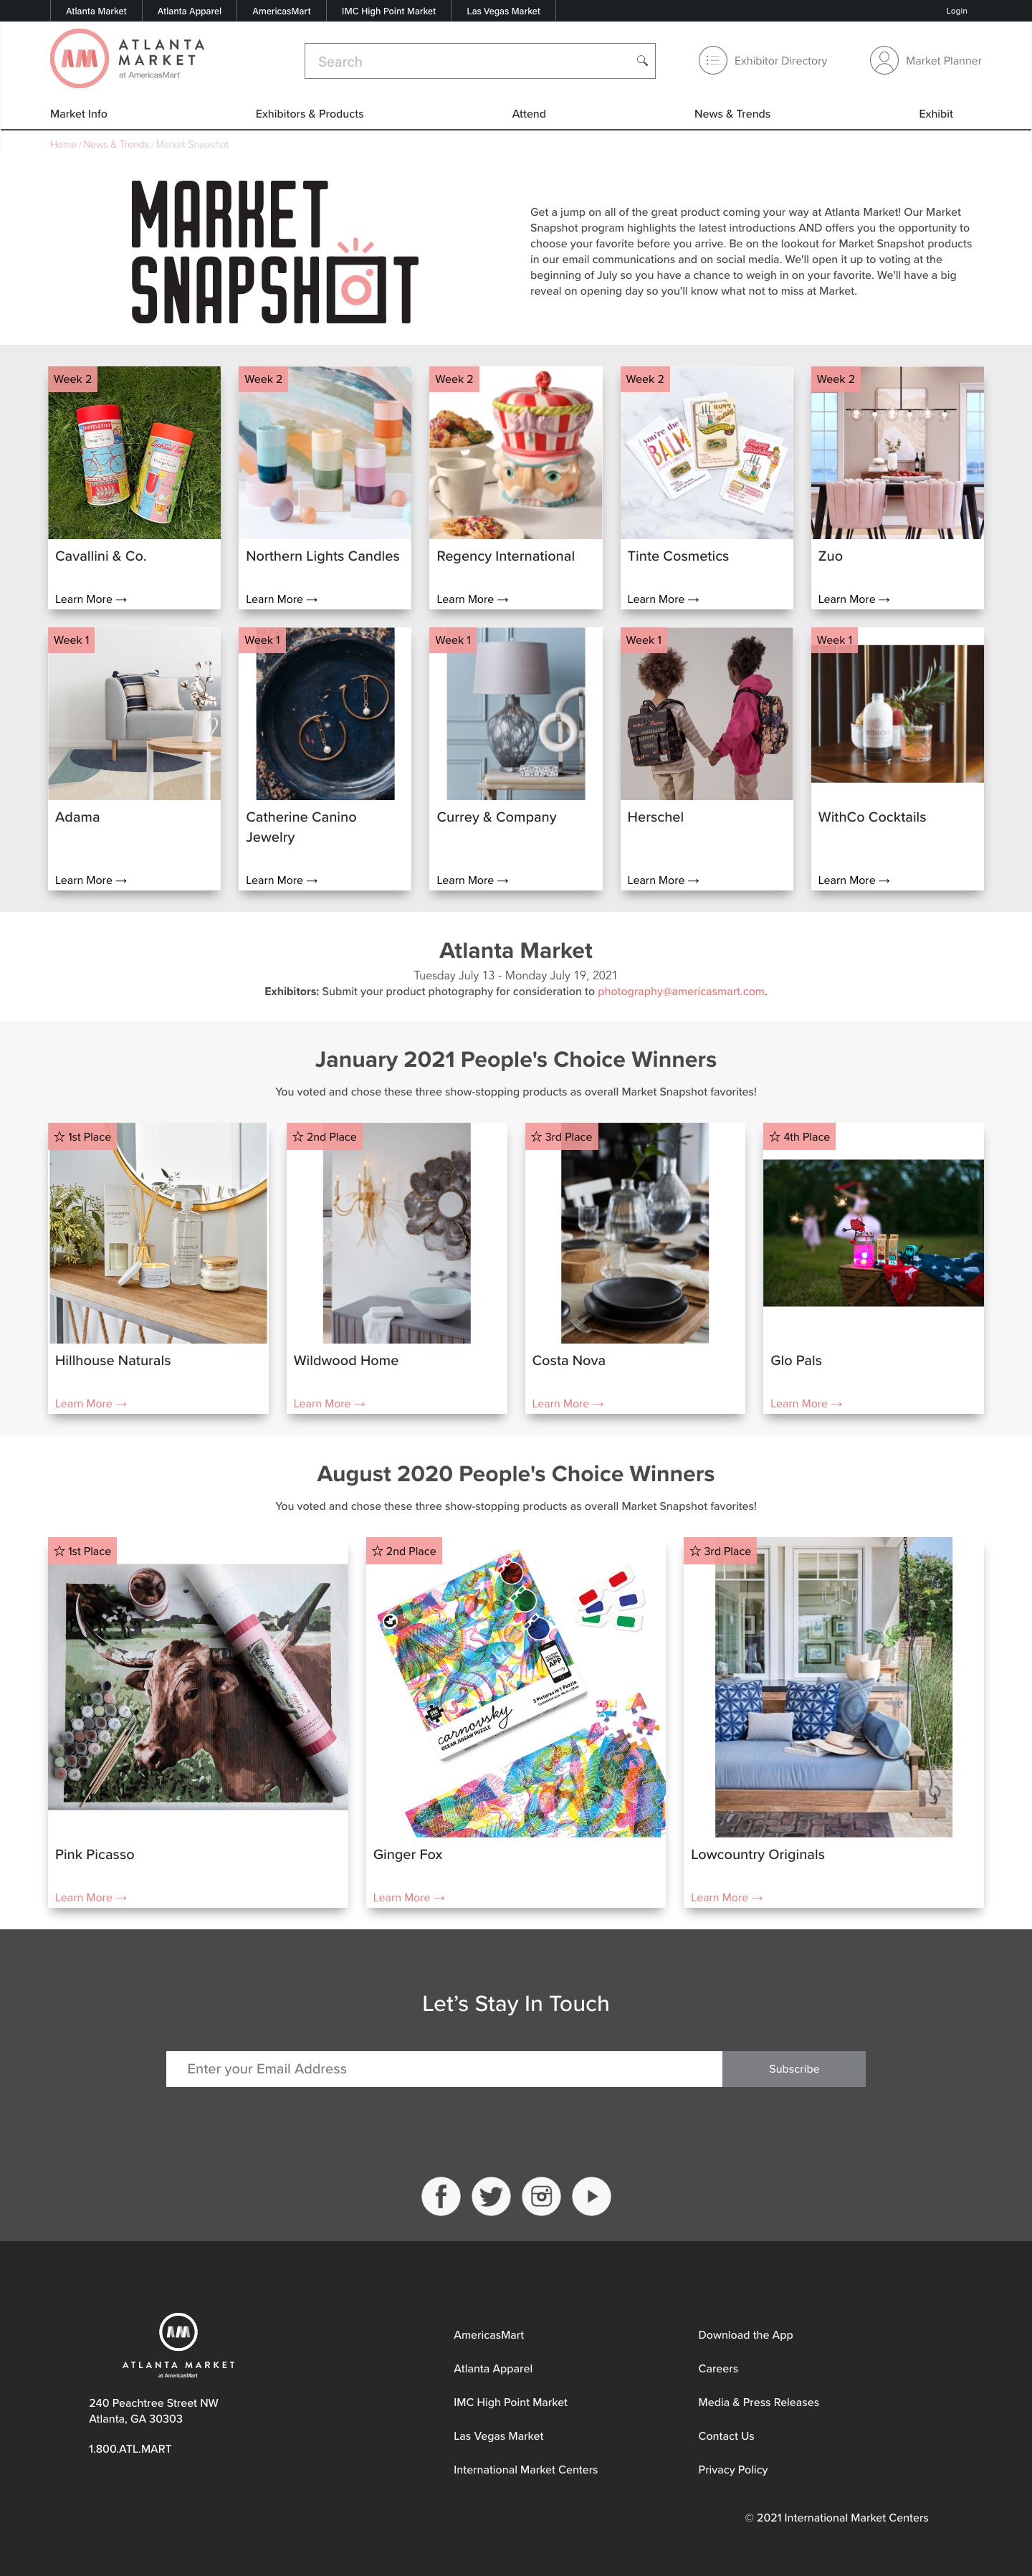 Atlanta Market
Atlanta Apparel
AmericasMart
IMC High Point Market
Las Vegas Market
Login
AM
ATLANTA
MARKET
at AmericasMart
Search
Exhibitor Directory
Market Planner
Market Info
Exhibitors & Products
Attend
News & Trends
Exhibit
Home / News & Trends / Market Snapshot
MARKET
SNAPSHOT
Get a jump on all of the great product coming your way at Atlanta Market! Our Market
Snapshot program highlights the latest introductions AND offers you the opportunity to
choose your favorite before you arrive. Be on the lookout for Market Snapshot products
in our email communications and on social media. We'll open it up to voting at the
beginning of July so you have a chance to weigh in on your favorite. We'll have a big
reveal on opening day so you'll know what not to miss at Market.
Week 2
Cavallini & Co.
Learn More →
Week 2
Northern Lights Candles
Learn More →
Week 2
Regency International
Learn More →
Week 2
you're the
BALM
Tinte Cosmetics
Learn More →
Week 2
Zuo
Learn More →
Week 1
Adama
Learn More →
Week 1
Catherine Canino
Jewelry
Learn More →
Week 1
Currey & Company
Learn More →
Week 1
Herschel
Learn More →
Week 1
WithCo Cocktails
Learn More →
Atlanta Market
Tuesday July 13 - Monday July 19, 2021
Exhibitors: Submit your product photography for consideration to photography@americasmart.com.
January 2021 People's Choice Winners
You voted and chose these three show-stopping products as overall Market Snapshot favorites!
☆ 1st Place
Hillhouse Naturals
Learn More →
☆ 2nd Place
Wildwood Home
Learn More →
☆ 3rd Place
Costa Nova
Learn More →
☆ 4th Place
Glo Pals
Learn More →
August 2020 People's Choice Winners
You voted and chose these three show-stopping products as overall Market Snapshot favorites!
☆ 1st Place
Pink Picasso
Learn More →
☆ 2nd Place
APP
3 Pictures in 1 Puzzle
carnovsky
OCEAN JIGSAW PUZZLE
Ginger Fox
Learn More →
☆ 3rd Place
Lowcountry Originals
Learn More →
Let's Stay In Touch
Enter your Email Address
Subscribe
AM
ATLANTA MARKET
at AmericasMart
240 Peachtree Street NW
Atlanta, GA 30303
1.800.ATL.MART
AmericasMart
Atlanta Apparel
IMC High Point Market
Las Vegas Market
International Market Centers
Download the App
Careers
Media & Press Releases
Contact Us
Privacy Policy
© 2021 International Market Centers